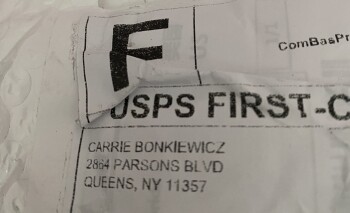 F
ComBasPr
USPS FIRST-C
CARRIE BONKIEWICZ
2864 PARSONS BLVD
QUEENS, NY 11357